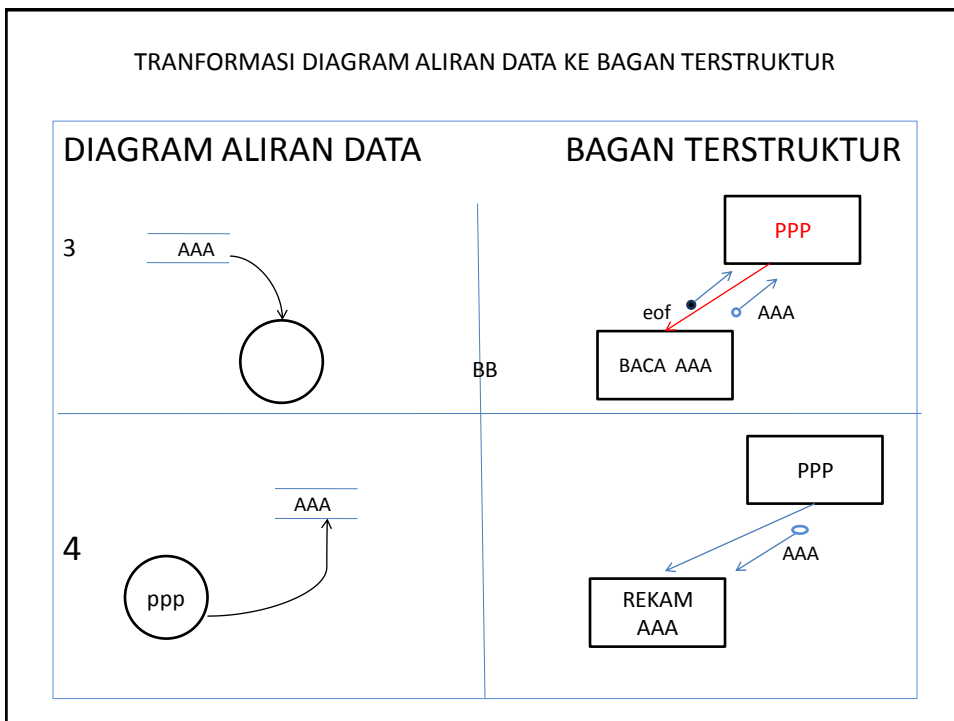 TRANFORMASI DIAGRAM ALIRAN DATA KE BAGAN TERSTRUKTUR
DIAGRAM ALIRAN DATA
BAGAN TERSTRUKTUR
3
AAA
PPP
eof
AAA
BACA AAA
BB
4
AAA
ppp
PPP
AAA
REKAM
AAA